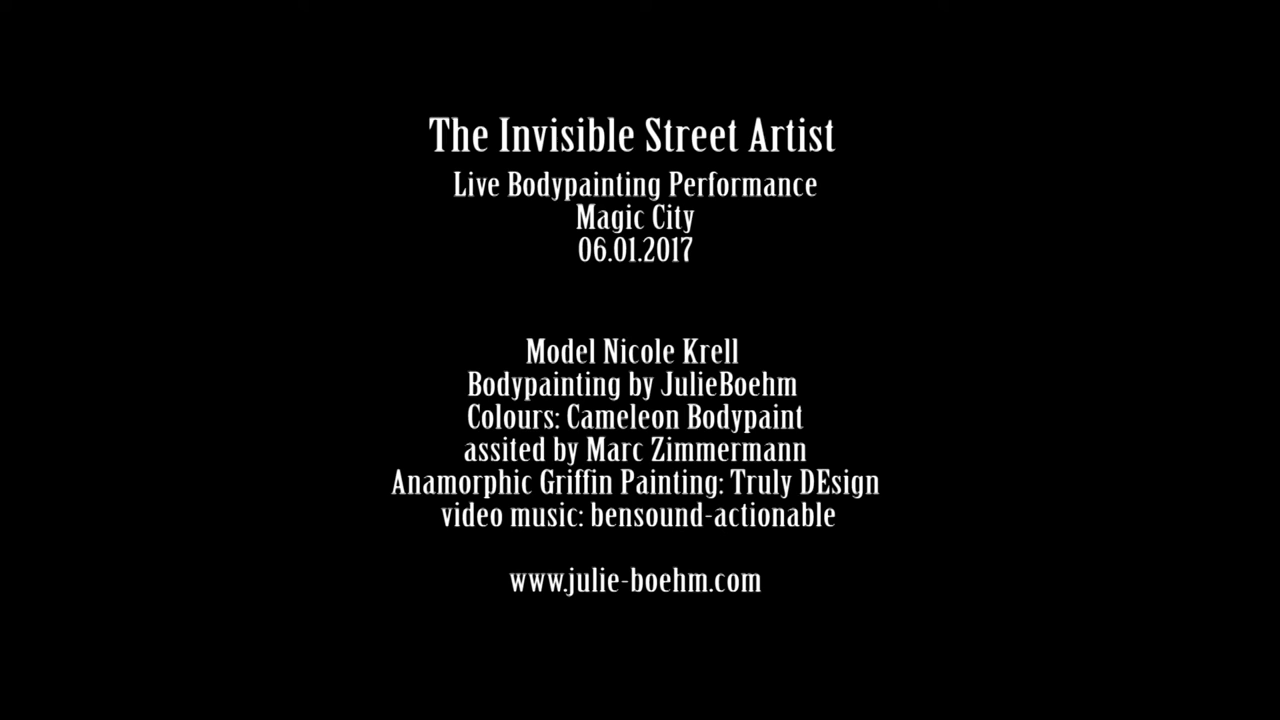 The Invisible Street Artist
Live Bodypainting Performance
Magic City
06.01.2017
Model Nicole Krell
Bodypainting by JulieBoehm
Colours: Cameleon Bodypaint
assited by Marc Zimmermann
Anamorphic Griffin Painting: Truly DEsign
video music: bensound-actionable
www.julie-boehm.com